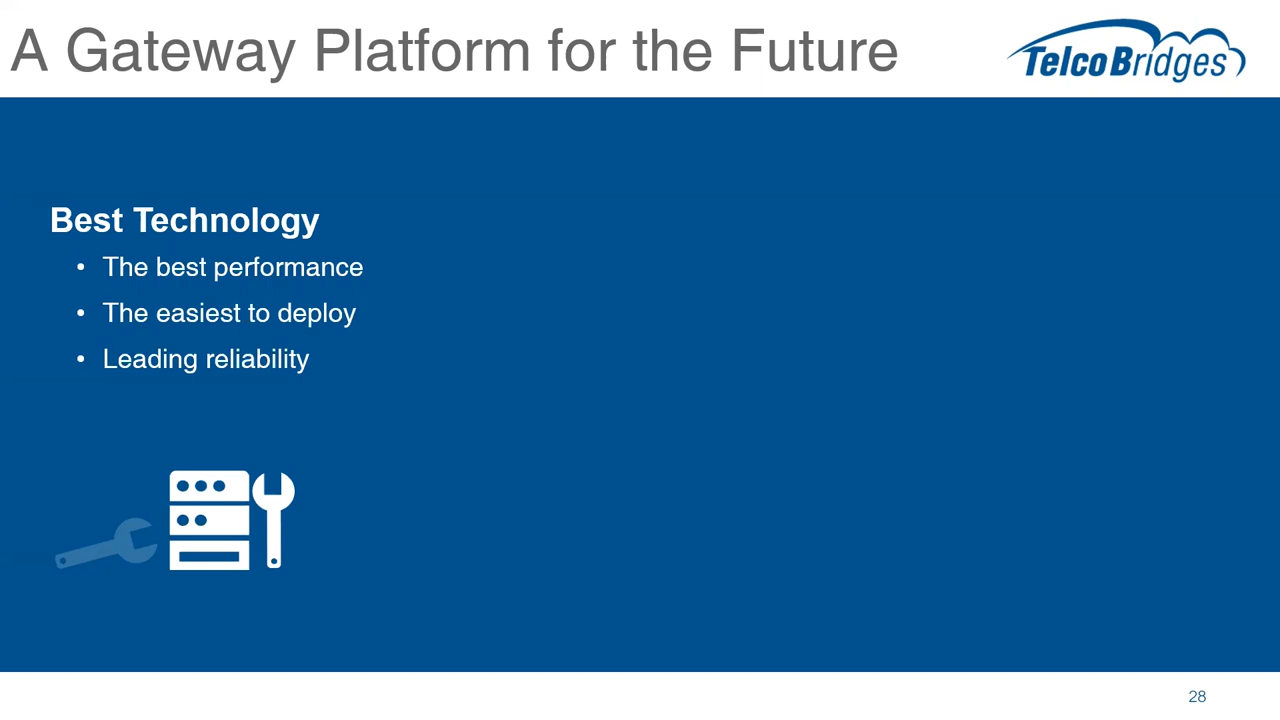 A Gateway Platform for the Future
TelcoBridges
Best Technology
• The best performance
• The easiest to deploy
• Leading reliability
28